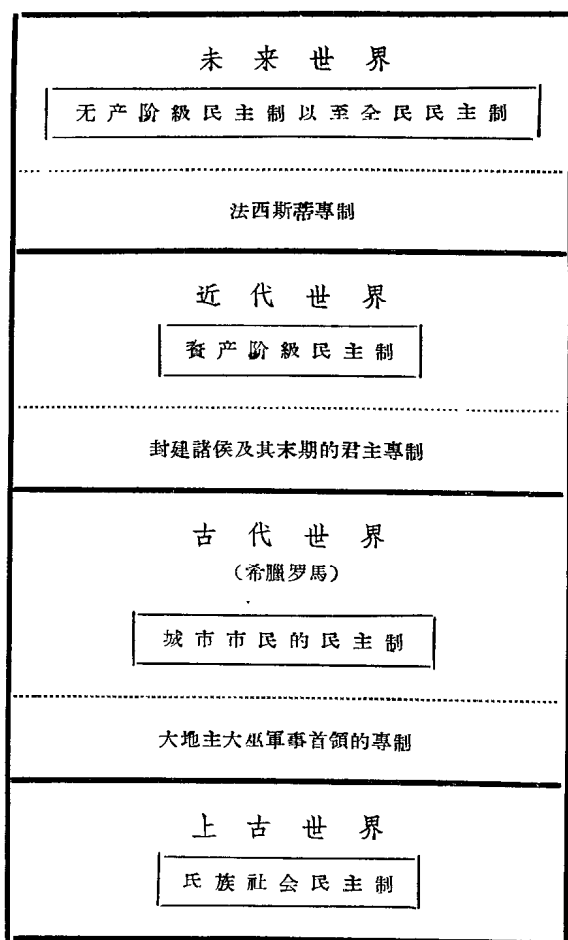 未来世界
无产阶級民主制以至全民民主制
法西斯蒂專制
近代世界
資产阶級民主制
封建諸侯及其末期的君主專制
古代世界
（希臘罗馬）
城市市民的民主制
大地主大巫軍事首領的專制
上古世界
氏族社会民主制